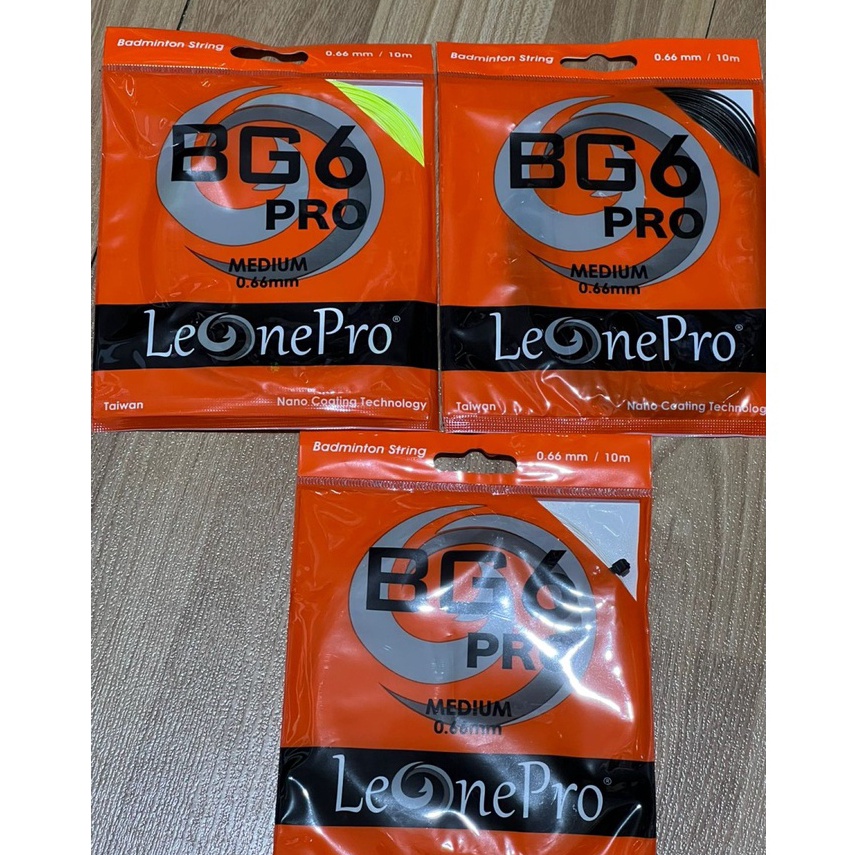 Badminton String 0.66 mm / 10m
BG6
PRO
MEDIUM
0.66mm
LeOnePro®
Taiwan Nano Coating Technology
Badminton String 0.66 mm / 10m
BG6
PRO
MEDIUM
0.66mm
LeOnePro®
Taiwan Nano Coating Technology
Badminton String 0.66 mm / 10m
BG6
PRO
MEDIUM
0.66mm
LeOnePro®